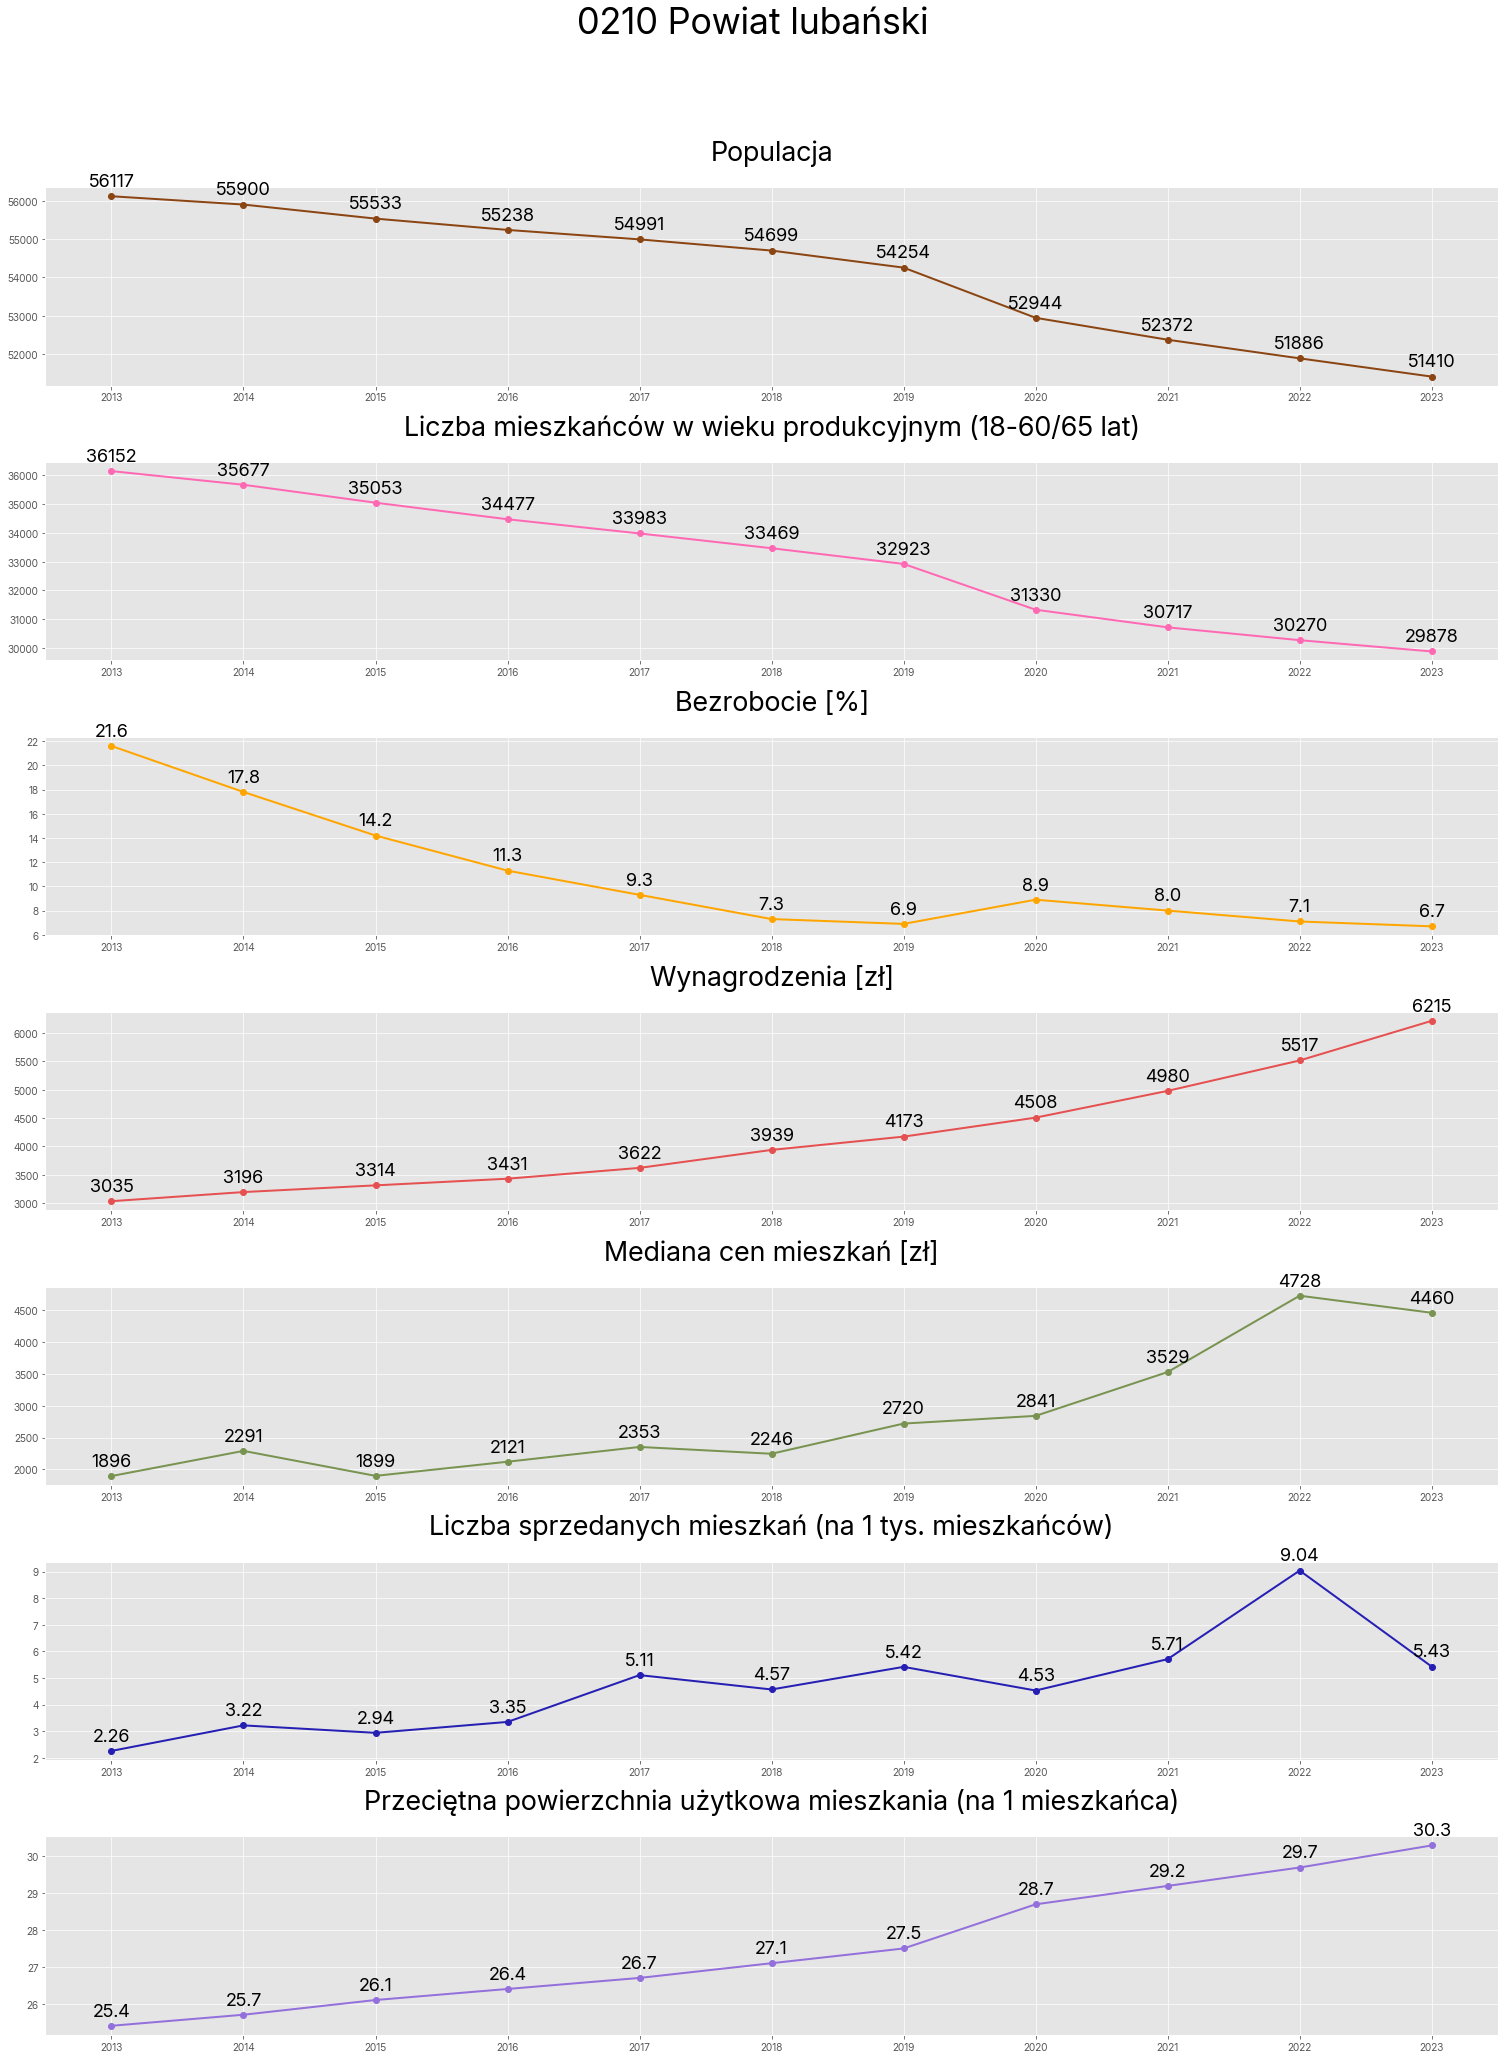 0210 Powiat lubański
Populacja
56117 55900 55533 55238 54991 54699 54254 52944 52372 51886 51410
56000
55000
54000
53000
52000
2013 2014 2015 2016 2017 2018 2019 2020 2021 2022 2023
Liczba mieszkańców w wieku produkcyjnym (18-60/65 lat)
36152 35677 35053 34477 33983 33469 32923 31330 30717 30270 29878
36000
35000
34000
33000
32000
31000
30000
2013 2014 2015 2016 2017 2018 2019 2020 2021 2022 2023
Bezrobocie [%]
21.6 17.8 14.2 11.3 9.3 7.3 6.9 8.9 8.0 7.1 6.7
22
20
18
16
14
12
10
8
6
2013 2014 2015 2016 2017 2018 2019 2020 2021 2022 2023
Wynagrodzenia [zł]
3035 3196 3314 3431 3622 3939 4173 4508 4980 5517 6215
6000
5500
5000
4500
4000
3500
3000
2013 2014 2015 2016 2017 2018 2019 2020 2021 2022 2023
Mediana cen mieszkań [zł]
1896 2291 1899 2121 2353 2246 2720 2841 3529 4728 4460
4500
4000
3500
3000
2500
2000
2013 2014 2015 2016 2017 2018 2019 2020 2021 2022 2023
Liczba sprzedanych mieszkań (na 1 tys. mieszkańców)
2.26 3.22 2.94 3.35 5.11 4.57 5.42 4.53 5.71 9.04 5.43
9
8
7
6
5
4
3
2
2013 2014 2015 2016 2017 2018 2019 2020 2021 2022 2023
Przeciętna powierzchnia użytkowa mieszkania (na 1 mieszkańca)
25.4 25.7 26.1 26.4 26.7 27.1 27.5 28.7 29.2 29.7 30.3
30
29
28
27
26
2013 2014 2015 2016 2017 2018 2019 2020 2021 2022 2023